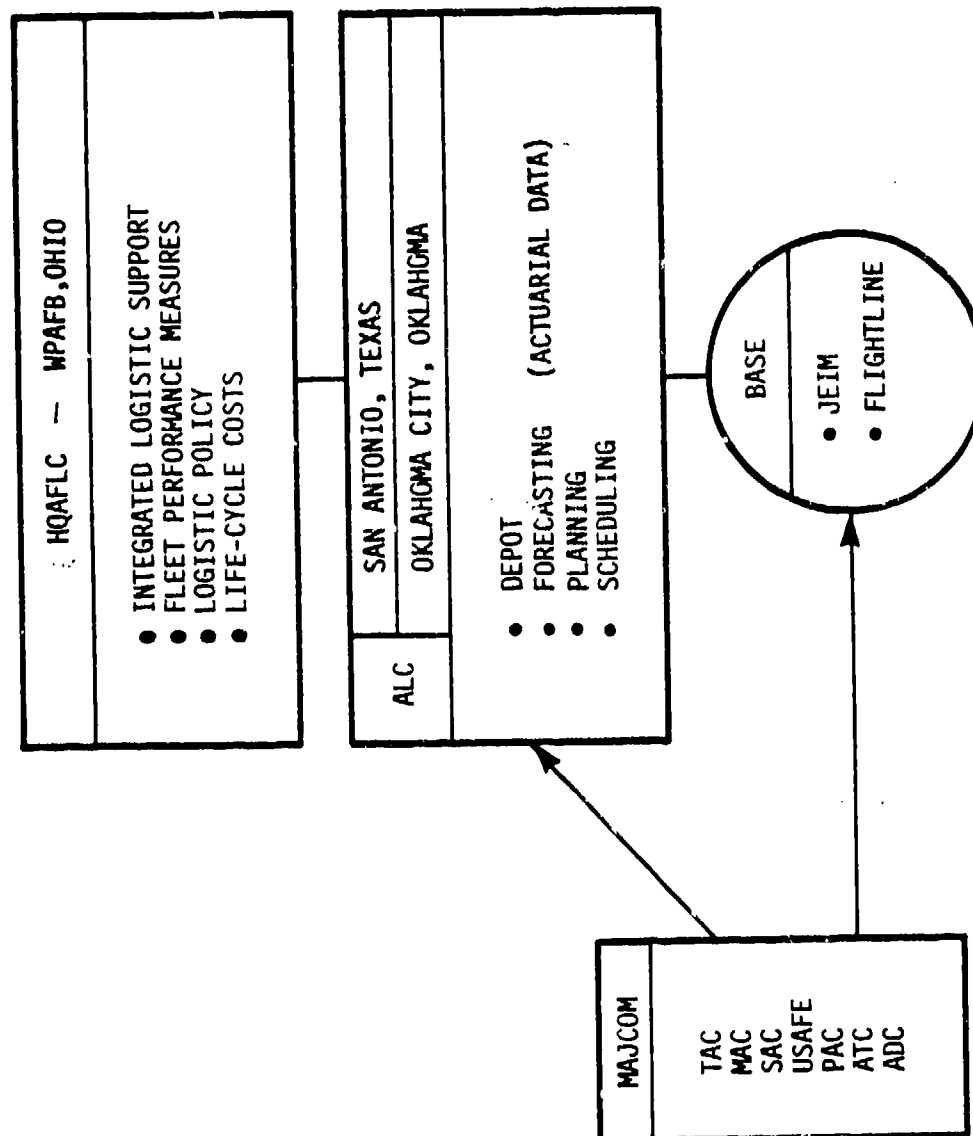 HQAFLC — WPAFB,OHIO
● INTEGRATED LOGISTIC SUPPORT
● FLEET PERFORMANCE MEASURES
● LOGISTIC POLICY
● LIFE-CYCLE COSTS
ALC
SAN ANTONIO, TEXAS
OKLAHOMA CITY, OKLAHOMA
● DEPOT
● FORECASTING (ACTUARIAL DATA)
● PLANNING
● SCHEDULING
BASE
● JEIM
● FLIGHTLINE
MAJCOM
TAC
MAC
SAC
USAFE
PAC
ATC
ADC